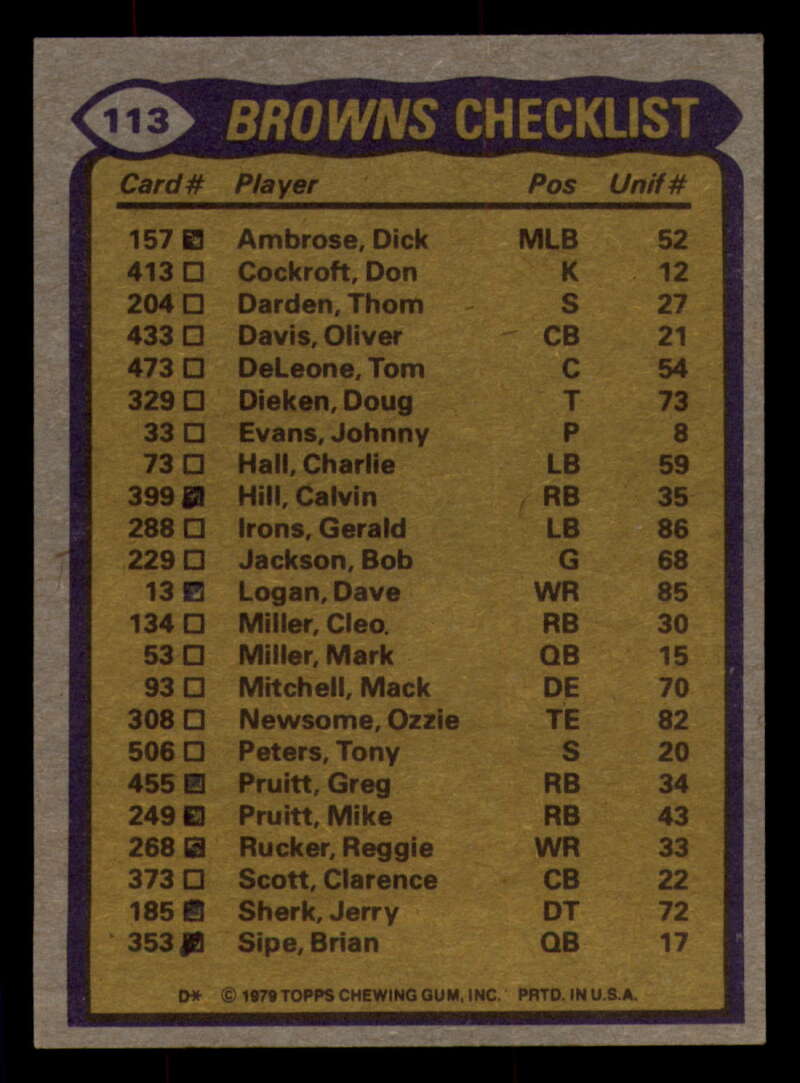 113 BROWNS CHECKLIST
Card# Player Pos Unif#
157 Ambrose, Dick MLB 52
413 Cockroft, Don K 12
204 Darden, Thom S 27
433 Davis, Oliver CB 21
473 DeLeone, Tom C 54
329 Dieken, Doug T 73
33 Evans, Johnny P 8
73 Hall, Charlie LB 59
399 Hill, Calvin RB 35
288 Irons, Gerald LB 86
229 Jackson, Bob G 68
13 Logan, Dave WR 85
134 Miller, Cleo. RB 30
53 Miller, Mark QB 15
93 Mitchell, Mack DE 70
308 Newsome, Ozzie TE 82
506 Peters, Tony S 20
455 Pruitt, Greg RB 34
249 Pruitt, Mike RB 43
268 Rucker, Reggie WR 33
373 Scott, Clarence CB 22
185 Sherk, Jerry DT 72
353 Sipe, Brian QB 17
D* © 1979 TOPPS CHEWING GUM, INC. PRTD. IN U.S.A.